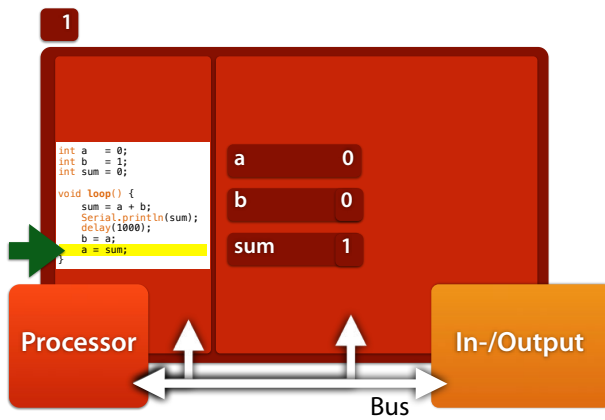 1
int a   = 0;
int b   = 1;
int sum = 0;
void loop() {
    sum = a + b;
    Serial.println(sum);
    delay(1000);
    b = a;
    a = sum;
}
a 0
b 0
sum 1
Processor
In-/Output
Bus